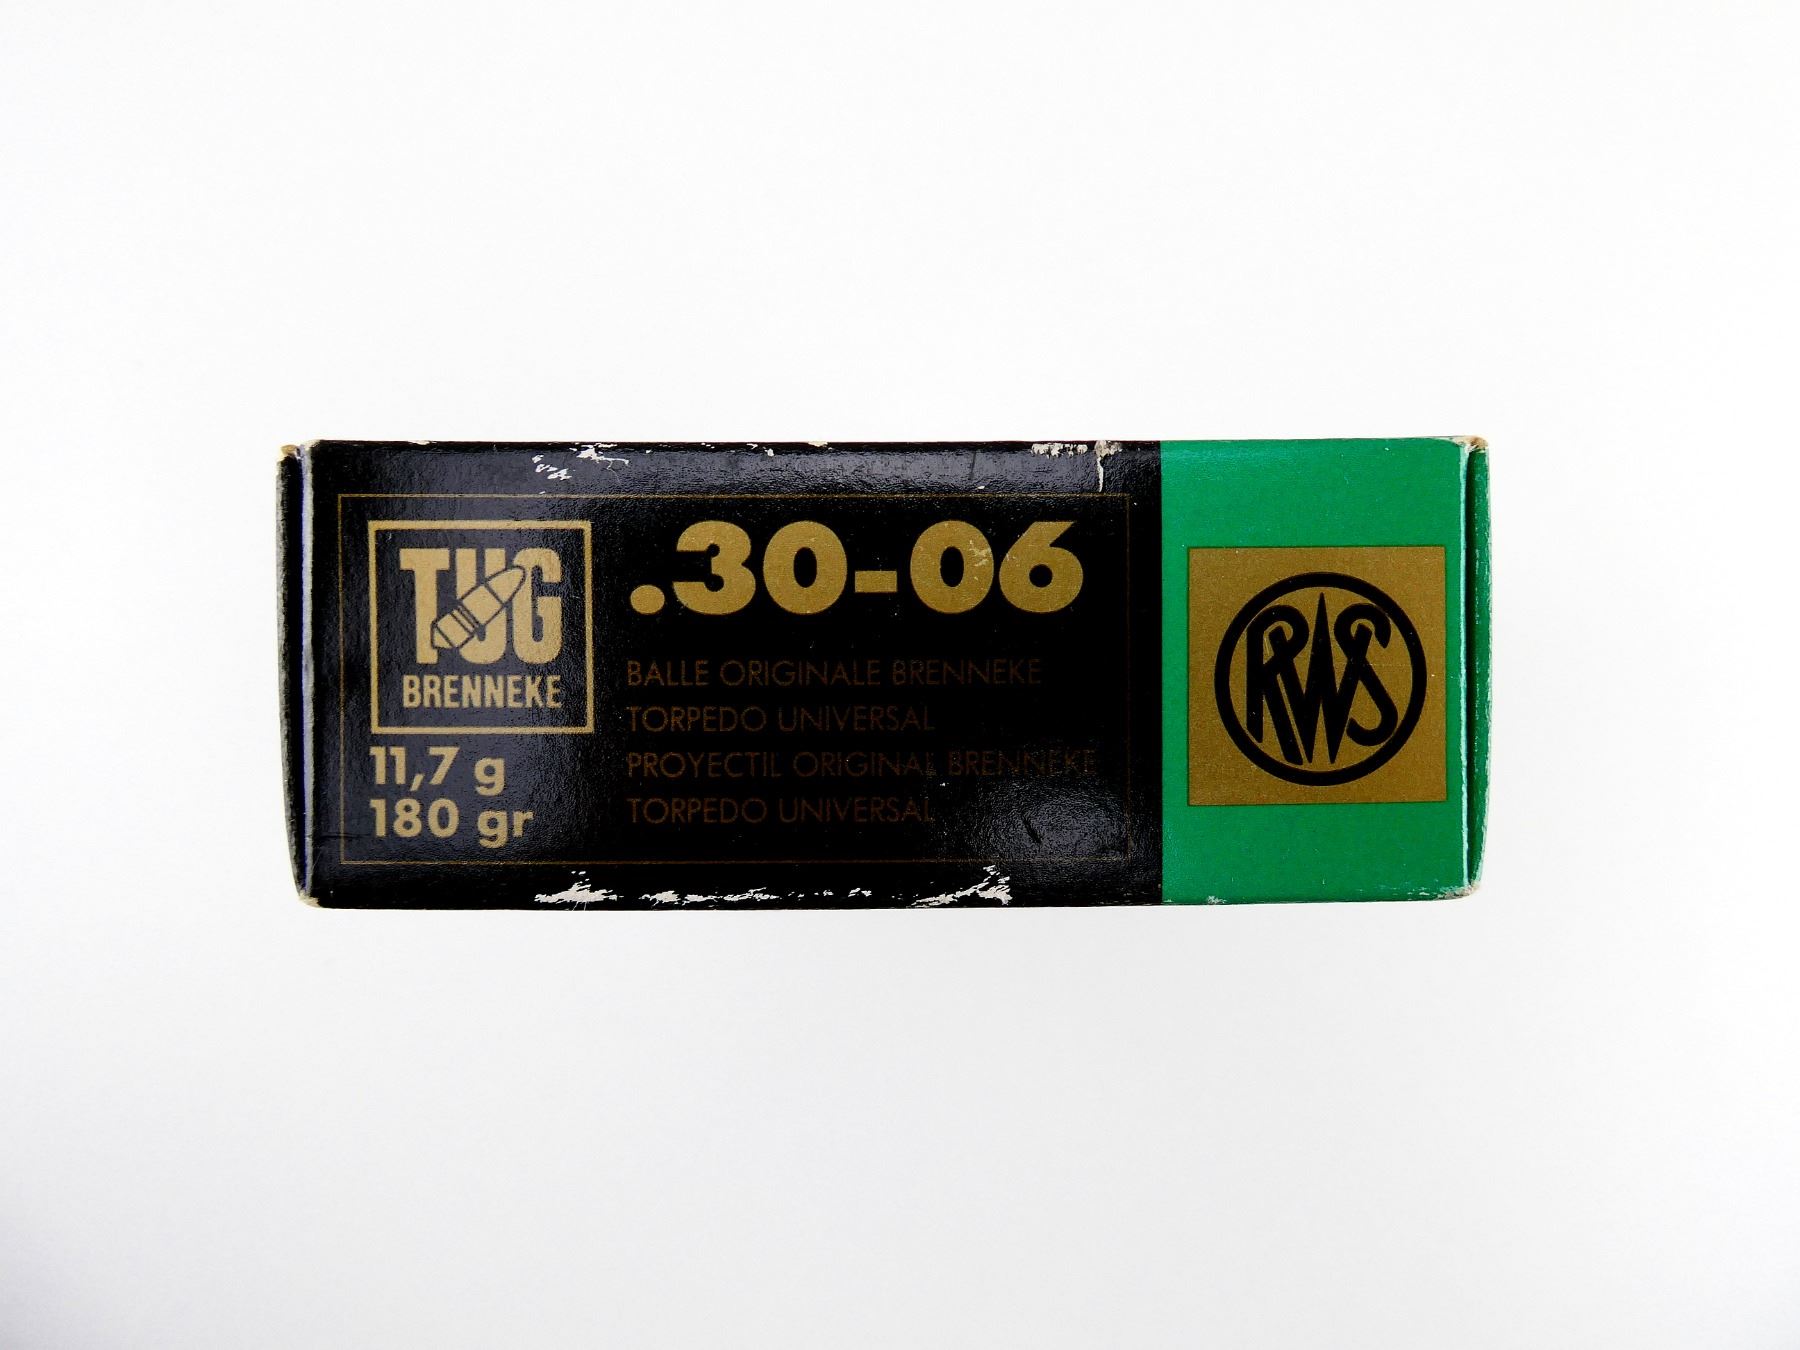 TUG
BRENNEKE
11,7 g
180 gr
.30-06
BALLE ORIGINALE BRENNEKE
TORPEDO UNIVERSAL
PROYECTIL ORIGINAL BRENNEKE
TORPEDO UNIVERSAL
RWS